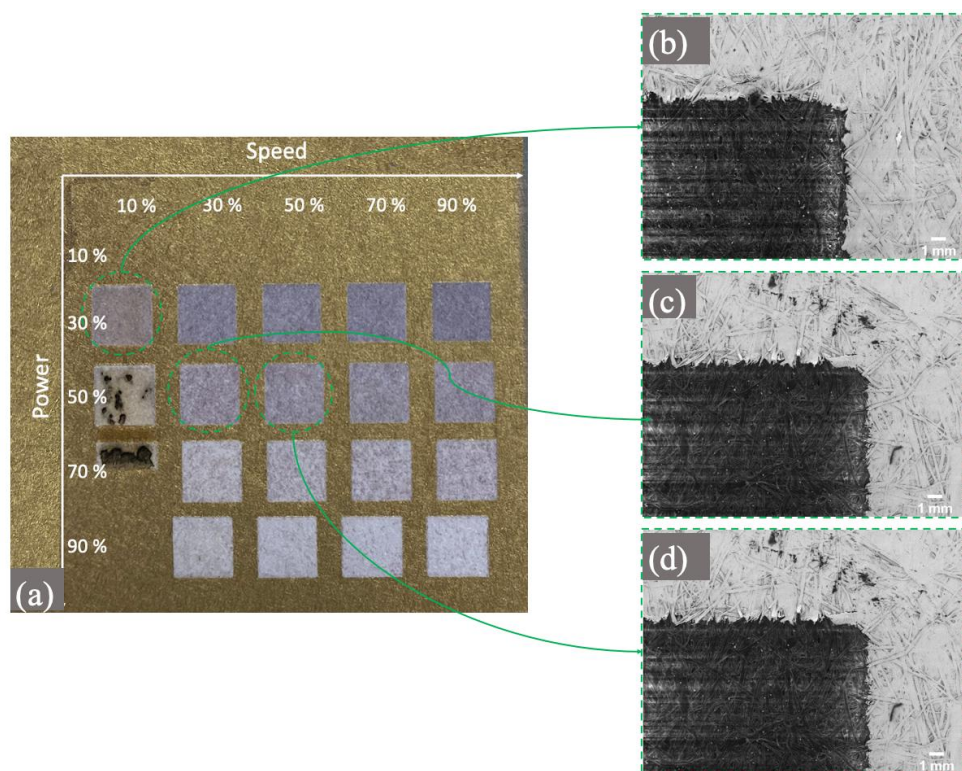 Speed
10 % 30 % 50 % 70 % 90 %
Power
10 %
30 %
50 %
70 %
90 %
(a)
(b)
1 mm
(c)
1 mm
(d)
1 mm